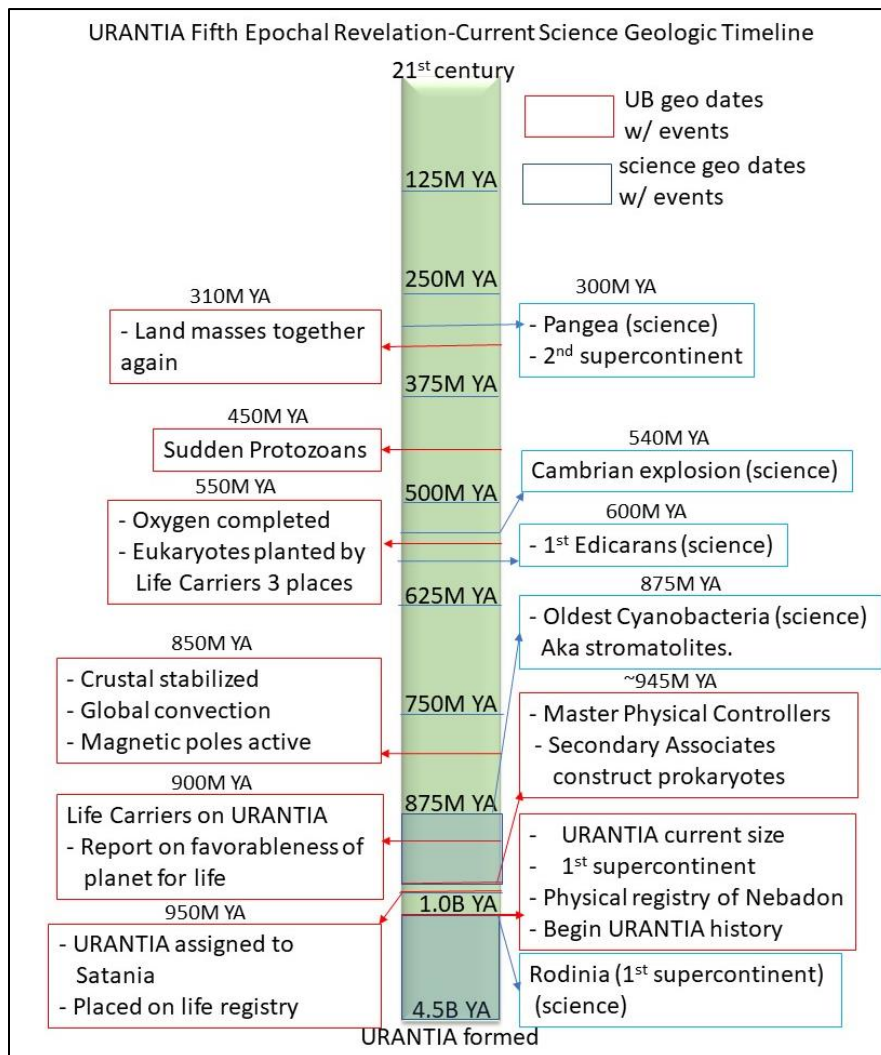 URANTIA Fifth Epochal Revelation-Current Science Geologic Timeline
21st century
UB geo dates
w/ events
science geo dates
w/ events
125M YA
250M YA
310M YA
- Land masses together
again
300M YA
- Pangea (science)
- 2nd supercontinent
375M YA
450M YA
Sudden Protozoans
540M YA
Cambrian explosion (science)
500M YA
550M YA
- Oxygen completed
- Eukaryotes planted by
Life Carriers 3 places
600M YA
- 1st Edicarans (science)
625M YA
875M YA
- Oldest Cyanobacteria (science)
Aka stromatolites.
850M YA
- Crustal stabilized
- Global convection
- Magnetic poles active
750M YA
~945M YA
- Master Physical Controllers
- Secondary Associates
construct prokaryotes
900M YA
Life Carriers on URANTIA
- Report on favorableness of
planet for life
875M YA
- URANTIA current size
- 1st supercontinent
- Physical registry of Nebadon
- Begin URANTIA history
1.0B YA
950M YA
- URANTIA assigned to
Satania
- Placed on life registry
Rodinia (1st supercontinent)
(science)
4.5B YA
URANTIA formed